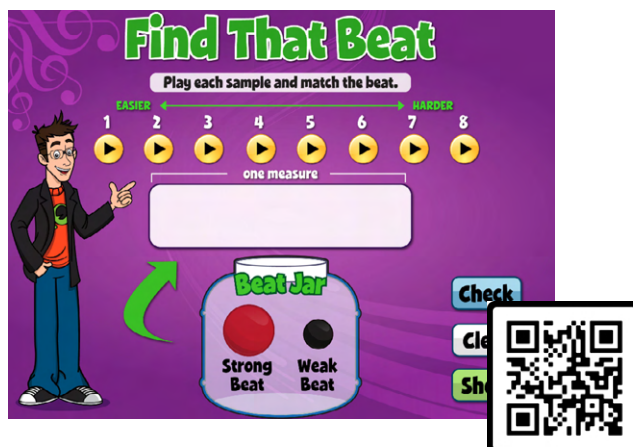 Find That Beat
Play each sample and match the beat.
EASIER HARDER
1 2 3 4 5 6 7 8
one measure
Beat Jar
Strong Beat
Weak Beat
Check